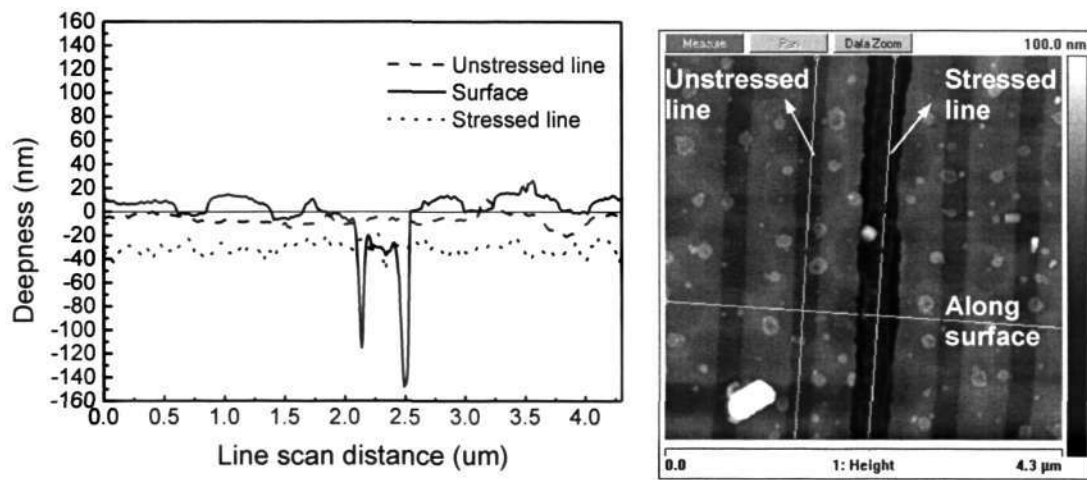 160
140
120
100
80
60
40
20
0
-20
-40
-60
-80
-100
-120
-140
-160
Deepness (nm)
Unstressed line
Surface
Stressed line
0.0 0.5 1.0 1.5 2.0 2.5 3.0 3.5 4.0
Line scan distance (um)
Measure Pan Data Zoom 100.0 nm
Unstressed
line
Stressed
line
Along
surface
0.0 1: Height 4.3 µm